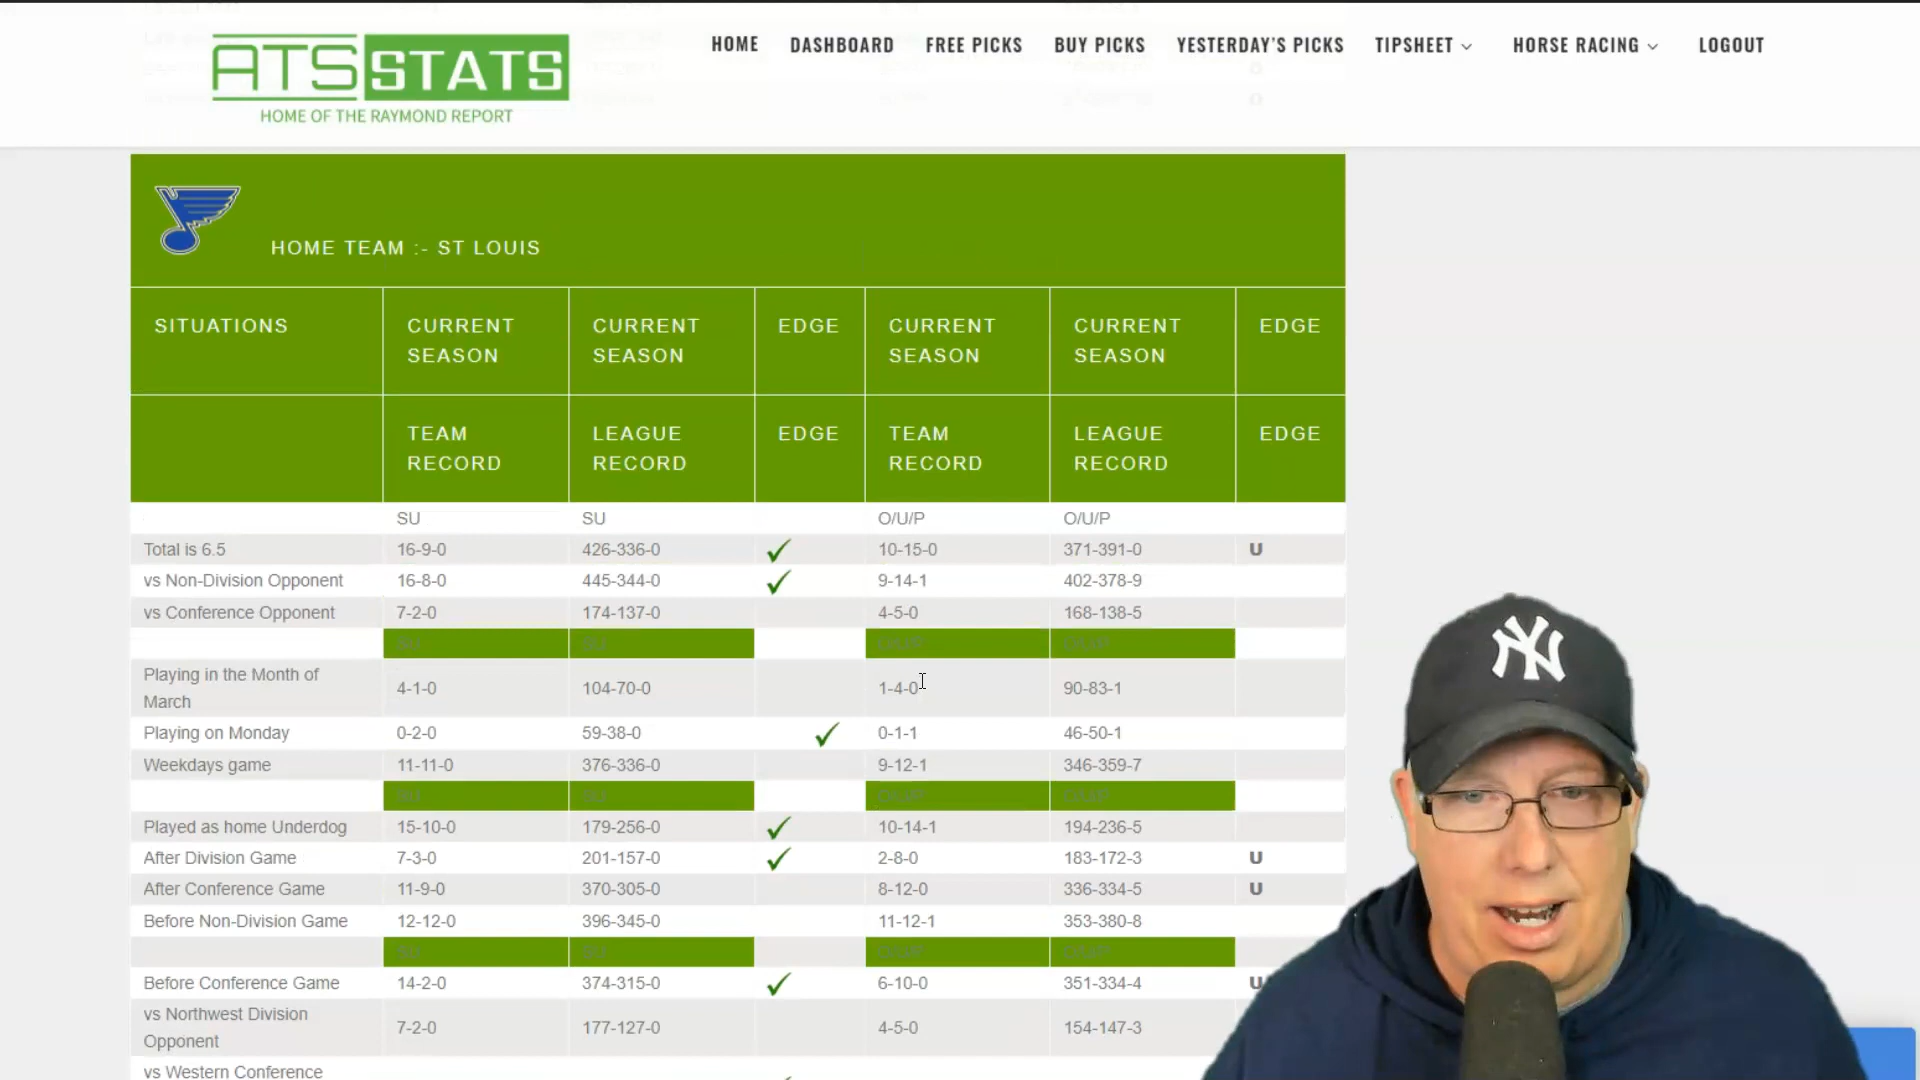 ATS STATS
HOME OF THE RAYMOND REPORT
HOME DASHBOARD FREE PICKS BUY PICKS YESTERDAY'S PICKS TIPSHEET HORSE RACING LOGOUT
HOME TEAM :- ST LOUIS
SITUATIONS CURRENT SEASON CURRENT SEASON EDGE CURRENT SEASON CURRENT SEASON EDGE
TEAM RECORD LEAGUE RECORD EDGE TEAM RECORD LEAGUE RECORD EDGE
SU SU O/U/P O/U/P
Total is 6.5 16-9-0 426-336-0 10-15-0 371-391-0 U
vs Non-Division Opponent 16-8-0 445-344-0 9-14-1 402-378-9
vs Conference Opponent 7-2-0 174-137-0 4-5-0 168-138-5
SU SU O/U/P O/U/P
Playing in the Month of March 4-1-0 104-70-0 1-4-0 90-83-1
Playing on Monday 0-2-0 59-38-0 0-1-1 46-50-1
Weekdays game 11-11-0 376-336-0 9-12-1 346-359-7
SU SU O/U/P O/U/P
Played as home Underdog 15-10-0 179-256-0 10-14-1 194-236-5
After Division Game 7-3-0 201-157-0 2-8-0 183-172-3 U
After Conference Game 11-9-0 370-305-0 8-12-0 336-334-5 U
Before Non-Division Game 12-12-0 396-345-0 11-12-1 353-380-8
SU SU O/U/P O/U/P
Before Conference Game 14-2-0 374-315-0 6-10-0 351-334-4 U
vs Northwest Division Opponent 7-2-0 177-127-0 4-5-0 154-147-3
vs Western Conference
NY